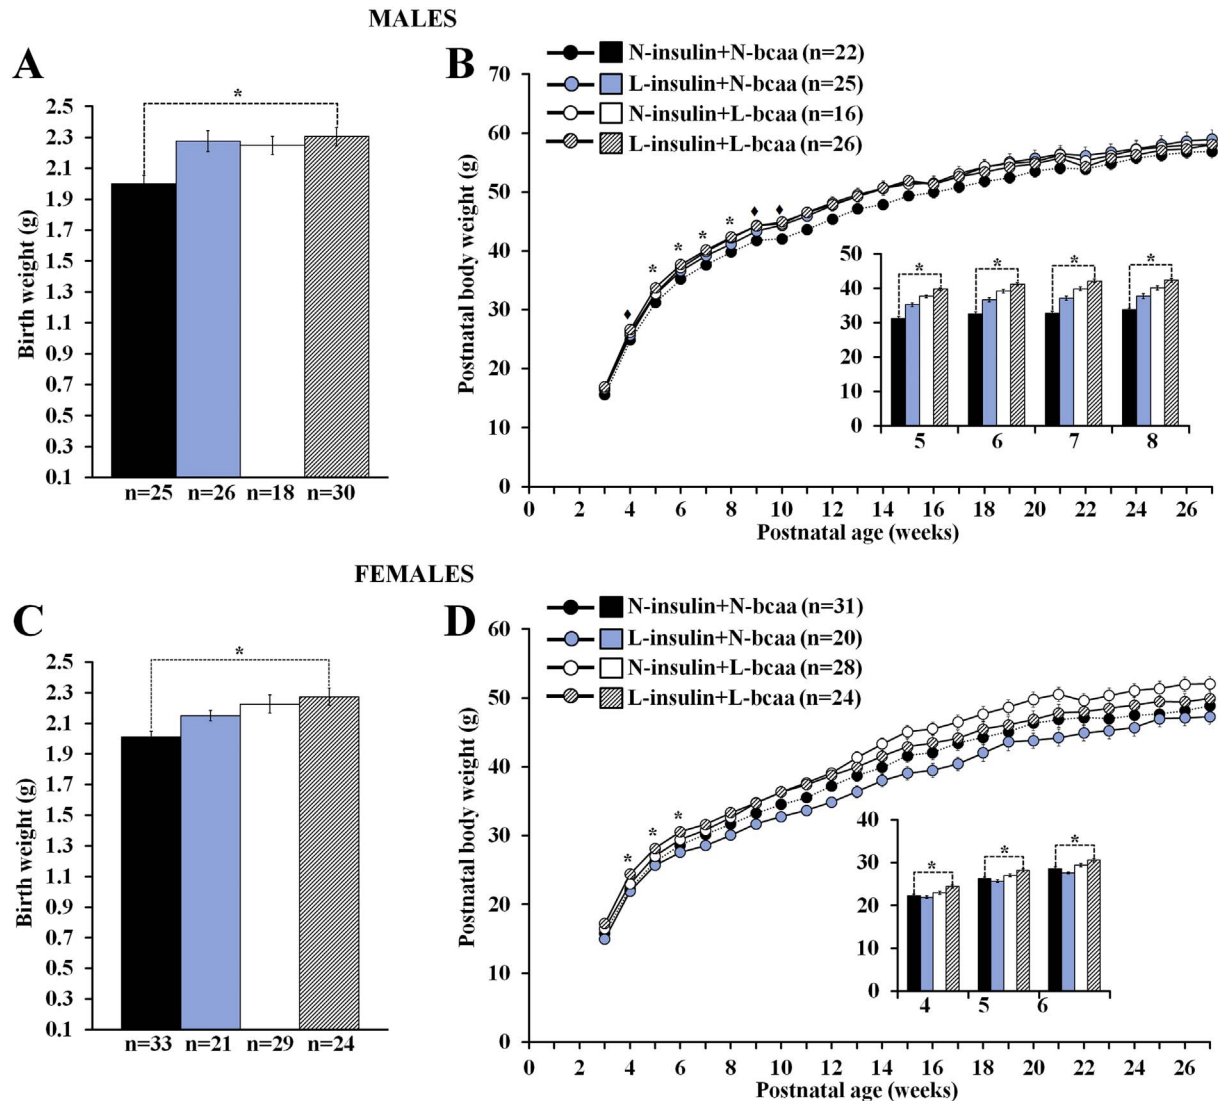 MALES
A
Birth weight (g)
2.5
2.3
2.1
1.9
1.7
1.5
1.3
1.1
0.9
0.7
0.5
0.3
0.1
*
n=25 n=26 n=18 n=30
B
N-insulin+N-bcaa (n=22)
L-insulin+N-bcaa (n=25)
N-insulin+L-bcaa (n=16)
L-insulin+L-bcaa (n=26)
Postnatal body weight (g)
70
60
50
40
30
20
10
0
♦ * * * * ♦ ♦
50
40
30
20
10
0
* * * *
5 6 7 8
0 2 4 6 8 10 12 14 16 18 20 22 24 26
Postnatal age (weeks)
FEMALES
C
Birth weight (g)
2.5
2.3
2.1
1.9
1.7
1.5
1.3
1.1
0.9
0.7
0.5
0.3
0.1
*
n=33 n=21 n=29 n=24
D
N-insulin+N-bcaa (n=31)
L-insulin+N-bcaa (n=20)
N-insulin+L-bcaa (n=28)
L-insulin+L-bcaa (n=24)
Postnatal body weight (g)
60
50
40
30
20
10
0
* * *
40
30
20
10
0
* * *
4 5 6
0 2 4 6 8 10 12 14 16 18 20 22 24 26
Postnatal age (weeks)